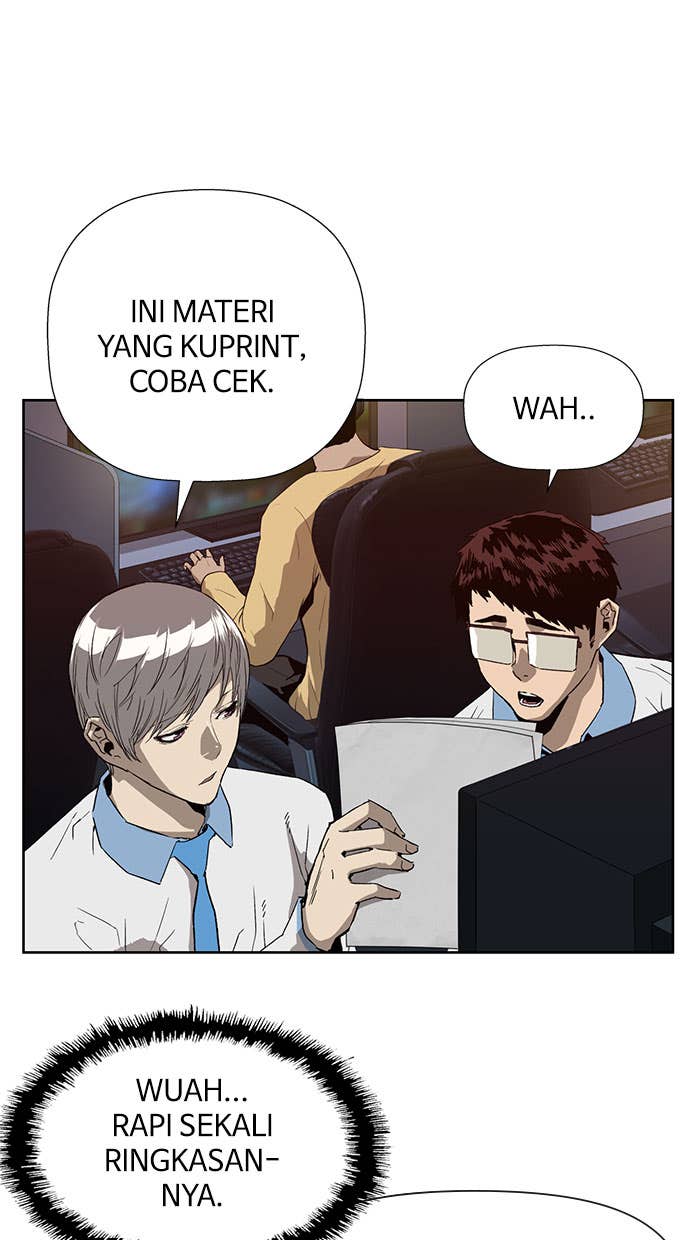 INI MATERI
YANG KUPRINT,
COBA CEK.
WAH..
WUAH...
RAPI SEKALI
RINGKASAN-
NYA.